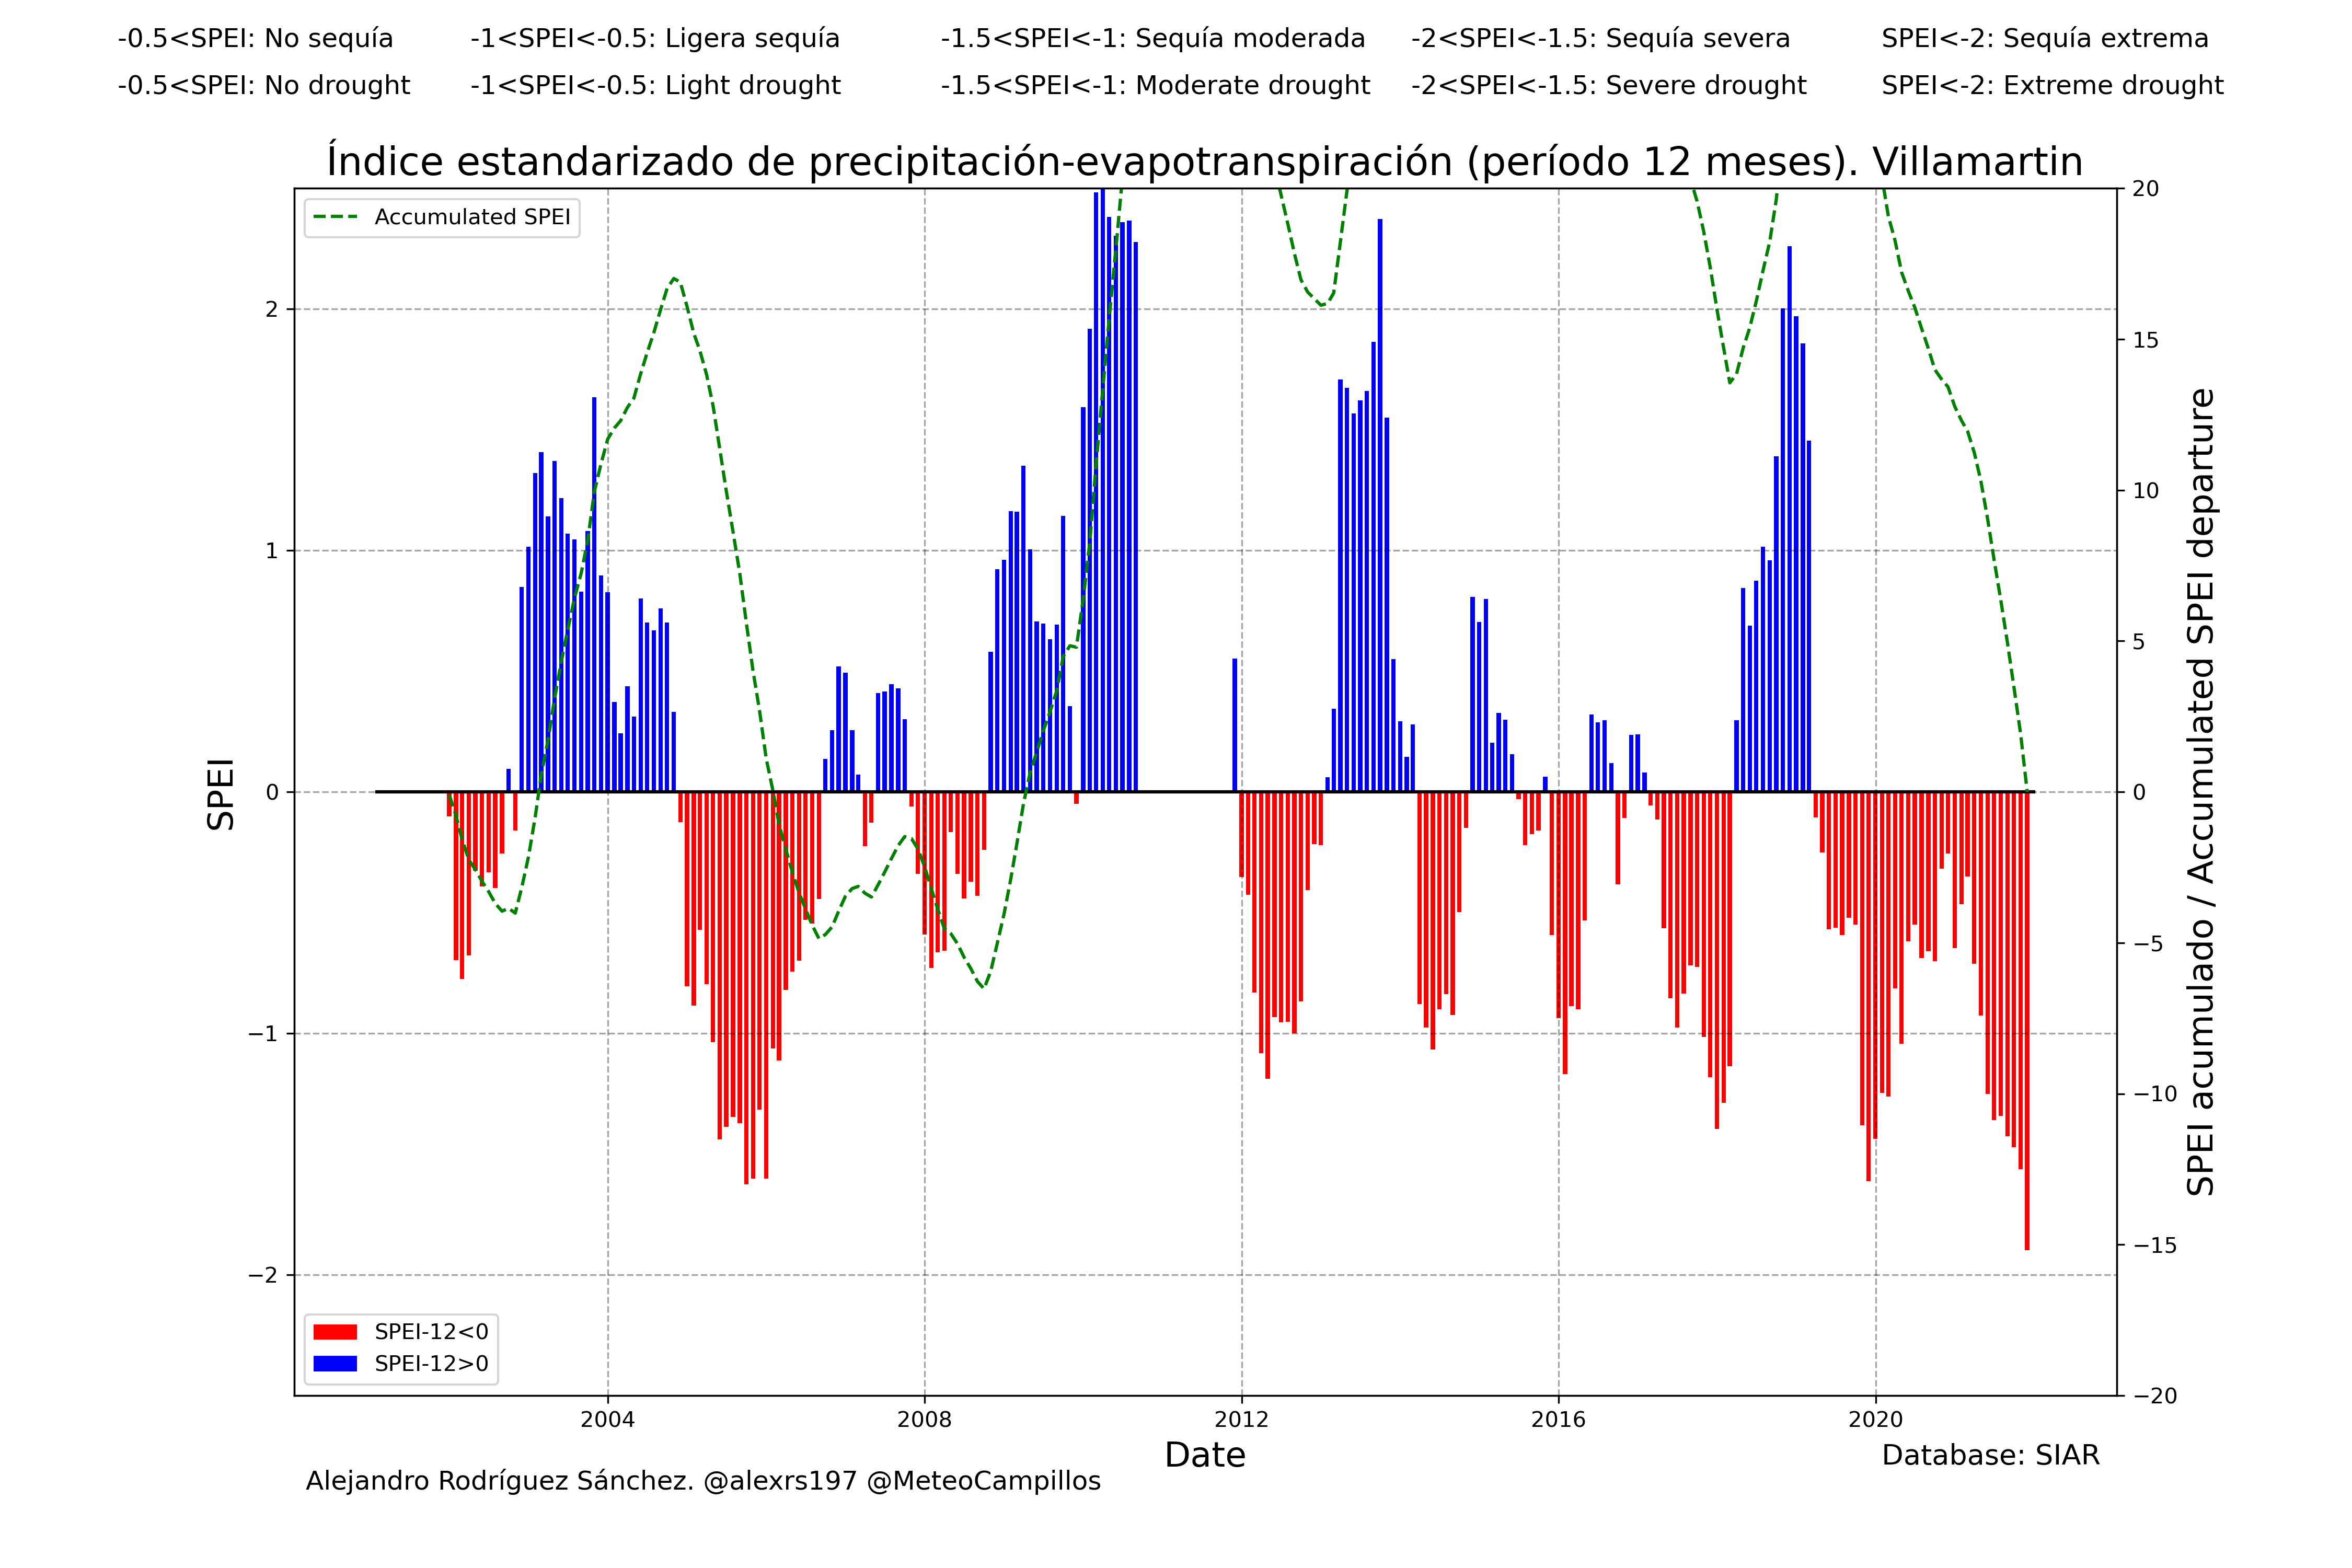 -0.5<SPEI: No sequía -1<SPEI<-0.5: Ligera sequía -1.5<SPEI<-1: Sequía moderada -2<SPEI<-1.5: Sequía severa SPEI<-2: Sequía extrema
-0.5<SPEI: No drought -1<SPEI<-0.5: Light drought -1.5<SPEI<-1: Moderate drought -2<SPEI<-1.5: Severe drought SPEI<-2: Extreme drought
Índice estandarizado de precipitación-evapotranspiración (período 12 meses). Villamartin
Accumulated SPEI
SPEI
2
1
0
−1
−2
20
15
10
5
0
−5
−10
−15
−20
SPEI acumulado / Accumulated SPEI departure
SPEI-12<0
SPEI-12>0
2004 2008 2012 2016 2020
Date
Database: SIAR
Alejandro Rodríguez Sánchez. @alexrs197 @MeteoCampillos